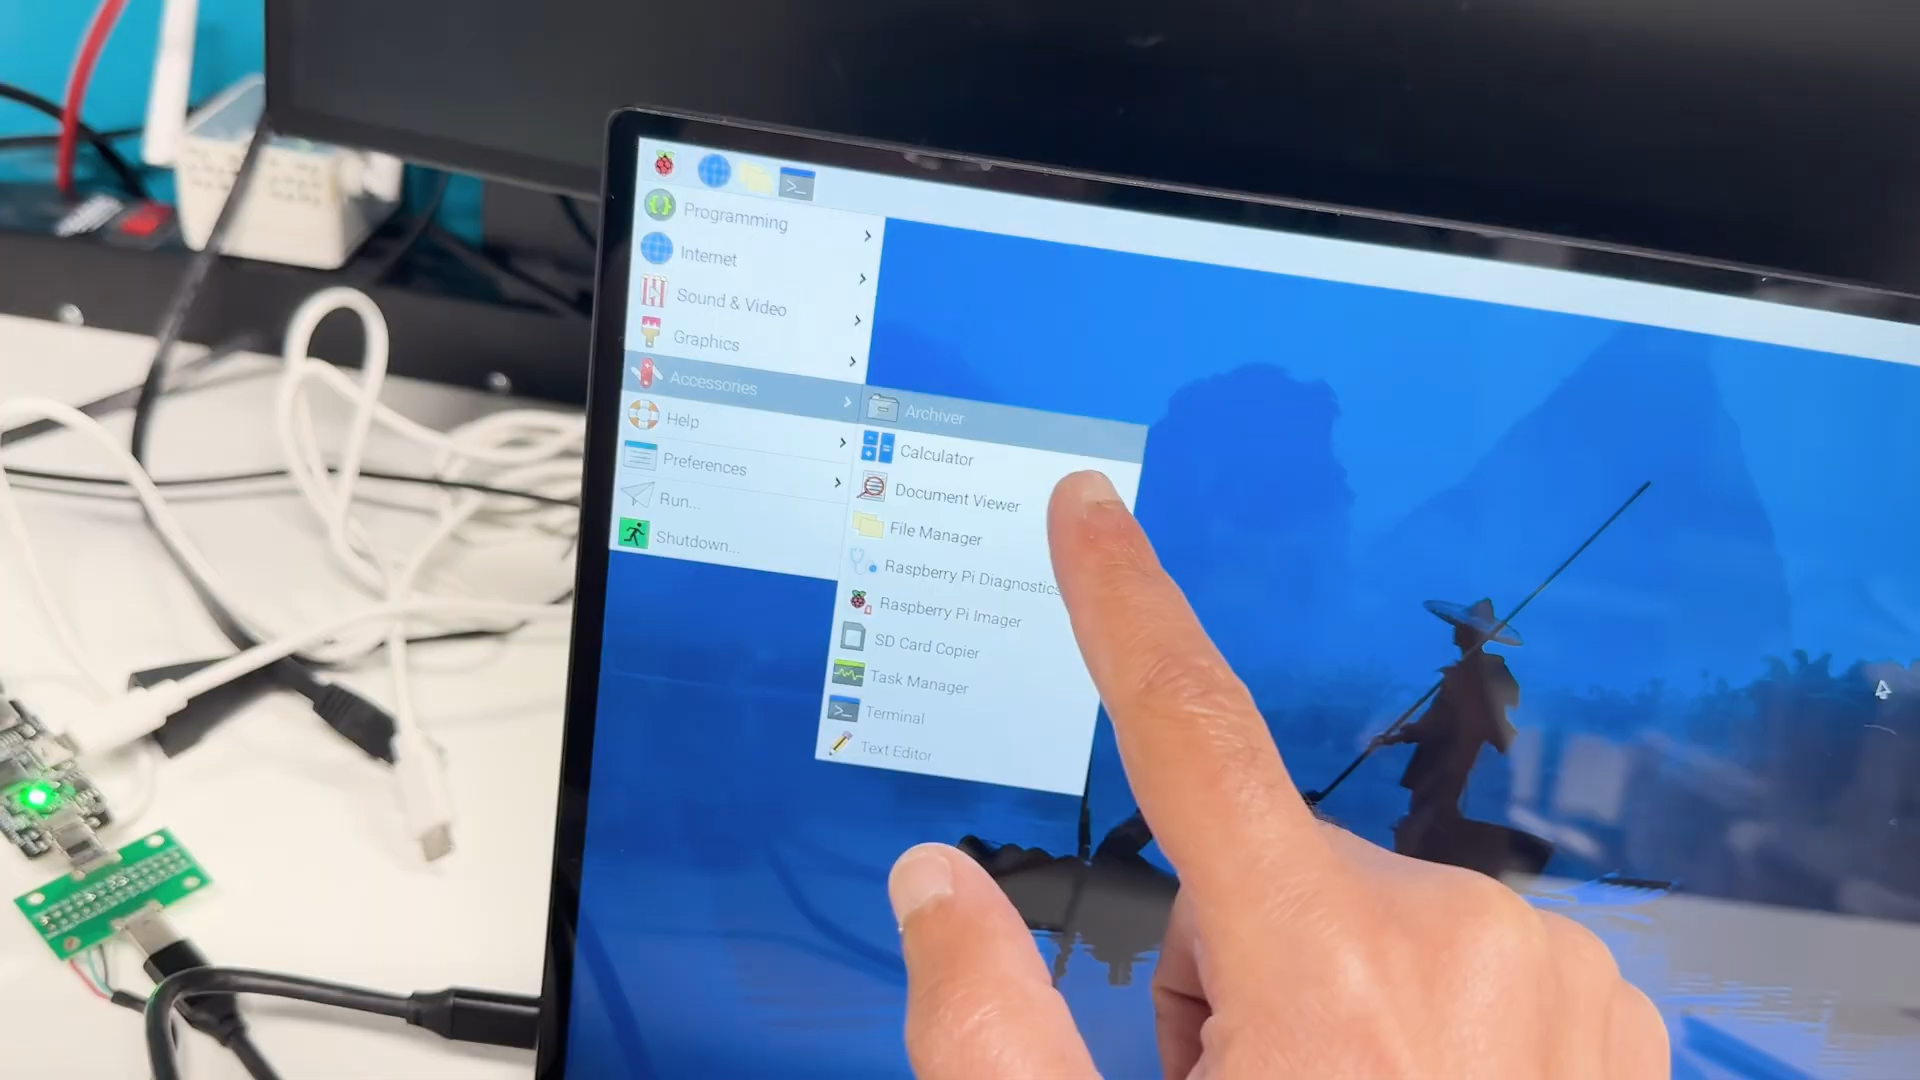 Programming
Internet
Sound & Video
Graphics
Accessories
Help
Preferences
Run...
Shutdown...
Archiver
Calculator
Document Viewer
File Manager
Raspberry Pi Diagnostics
Raspberry Pi Imager
SD Card Copier
Task Manager
Terminal
Text Editor